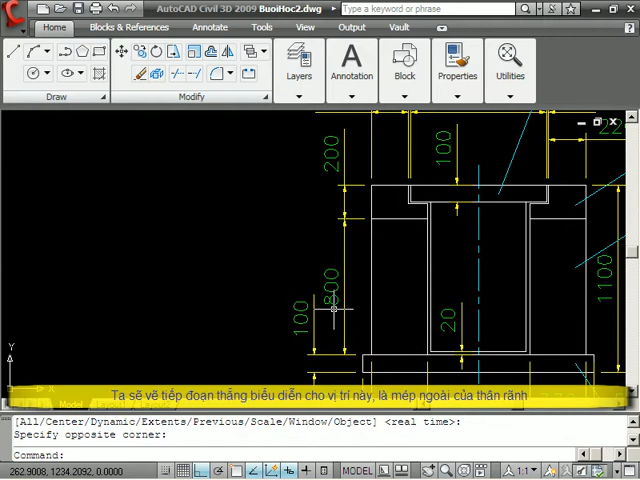 AutoCAD Civil 3D 2009 BuoiHoc2.dwg
Type a keyword or phrase
Home
Blocks & References
Annotate
Tools
View
Output
Vault
Layers
Annotation
Block
Properties
Utilities
Draw
Modify
200
100
800
100
20
1100
Y
Ta sẽ vẽ tiếp đoạn thẳng biểu diễn cho vị trí này, là mép ngoài của thân rãnh
Model
[All/Center/Dynamic/Extents/Previous/Scale/Window/Object] <real time>:
Specify opposite corner:
Command:
262.9008, 1234.2092, 0.0000
MODEL
1:1